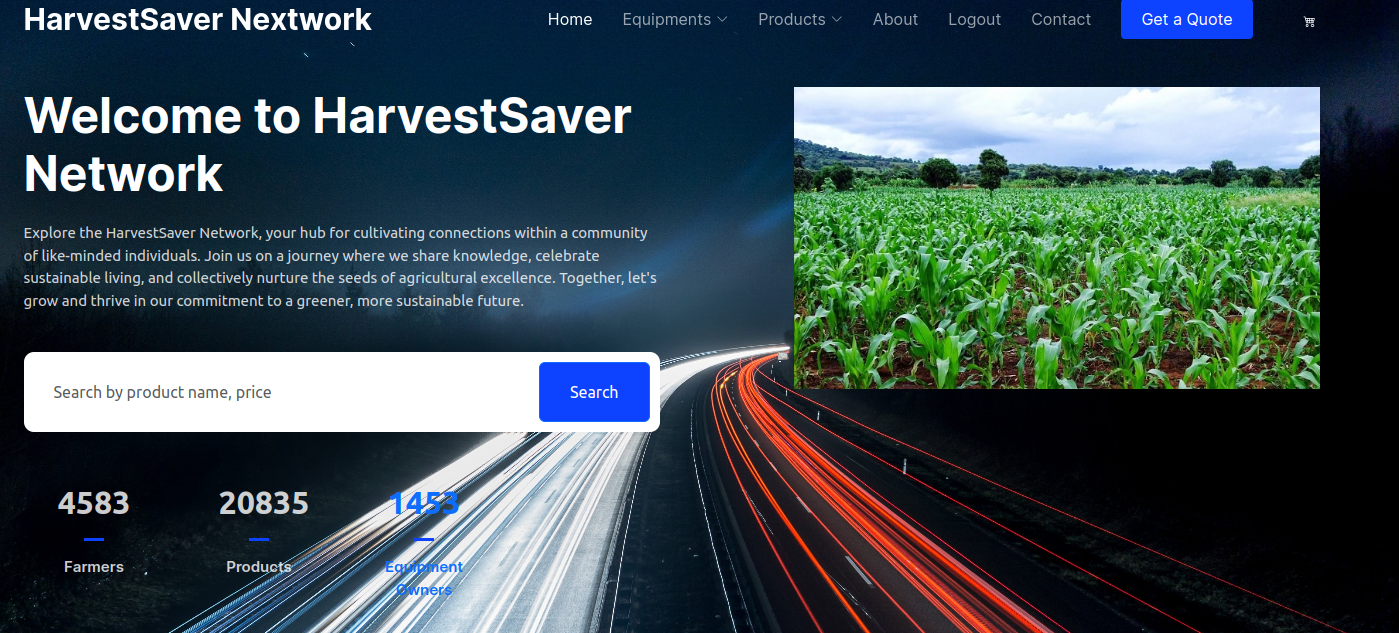 HarvestSaver Nextwork
Home Equipments Products About Logout Contact Get a Quote
Welcome to HarvestSaver
Network
Explore the HarvestSaver Network, your hub for cultivating connections within a community
of like-minded individuals. Join us on a journey where we share knowledge, celebrate
sustainable living, and collectively nurture the seeds of agricultural excellence. Together, let's
grow and thrive in our commitment to a greener, more sustainable future.
Search by product name, price Search
4583 20835 1453
Farmers Products Equipment
Owners